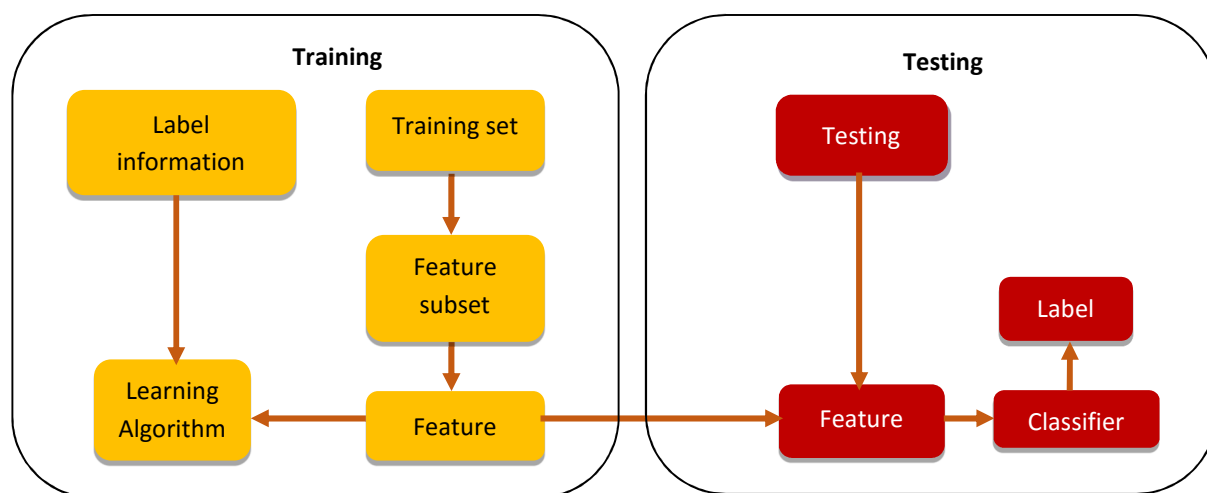 Training
Label
information
Training set
Feature
subset
Learning
Algorithm
Feature
Testing
Testing
Label
Feature
Classifier